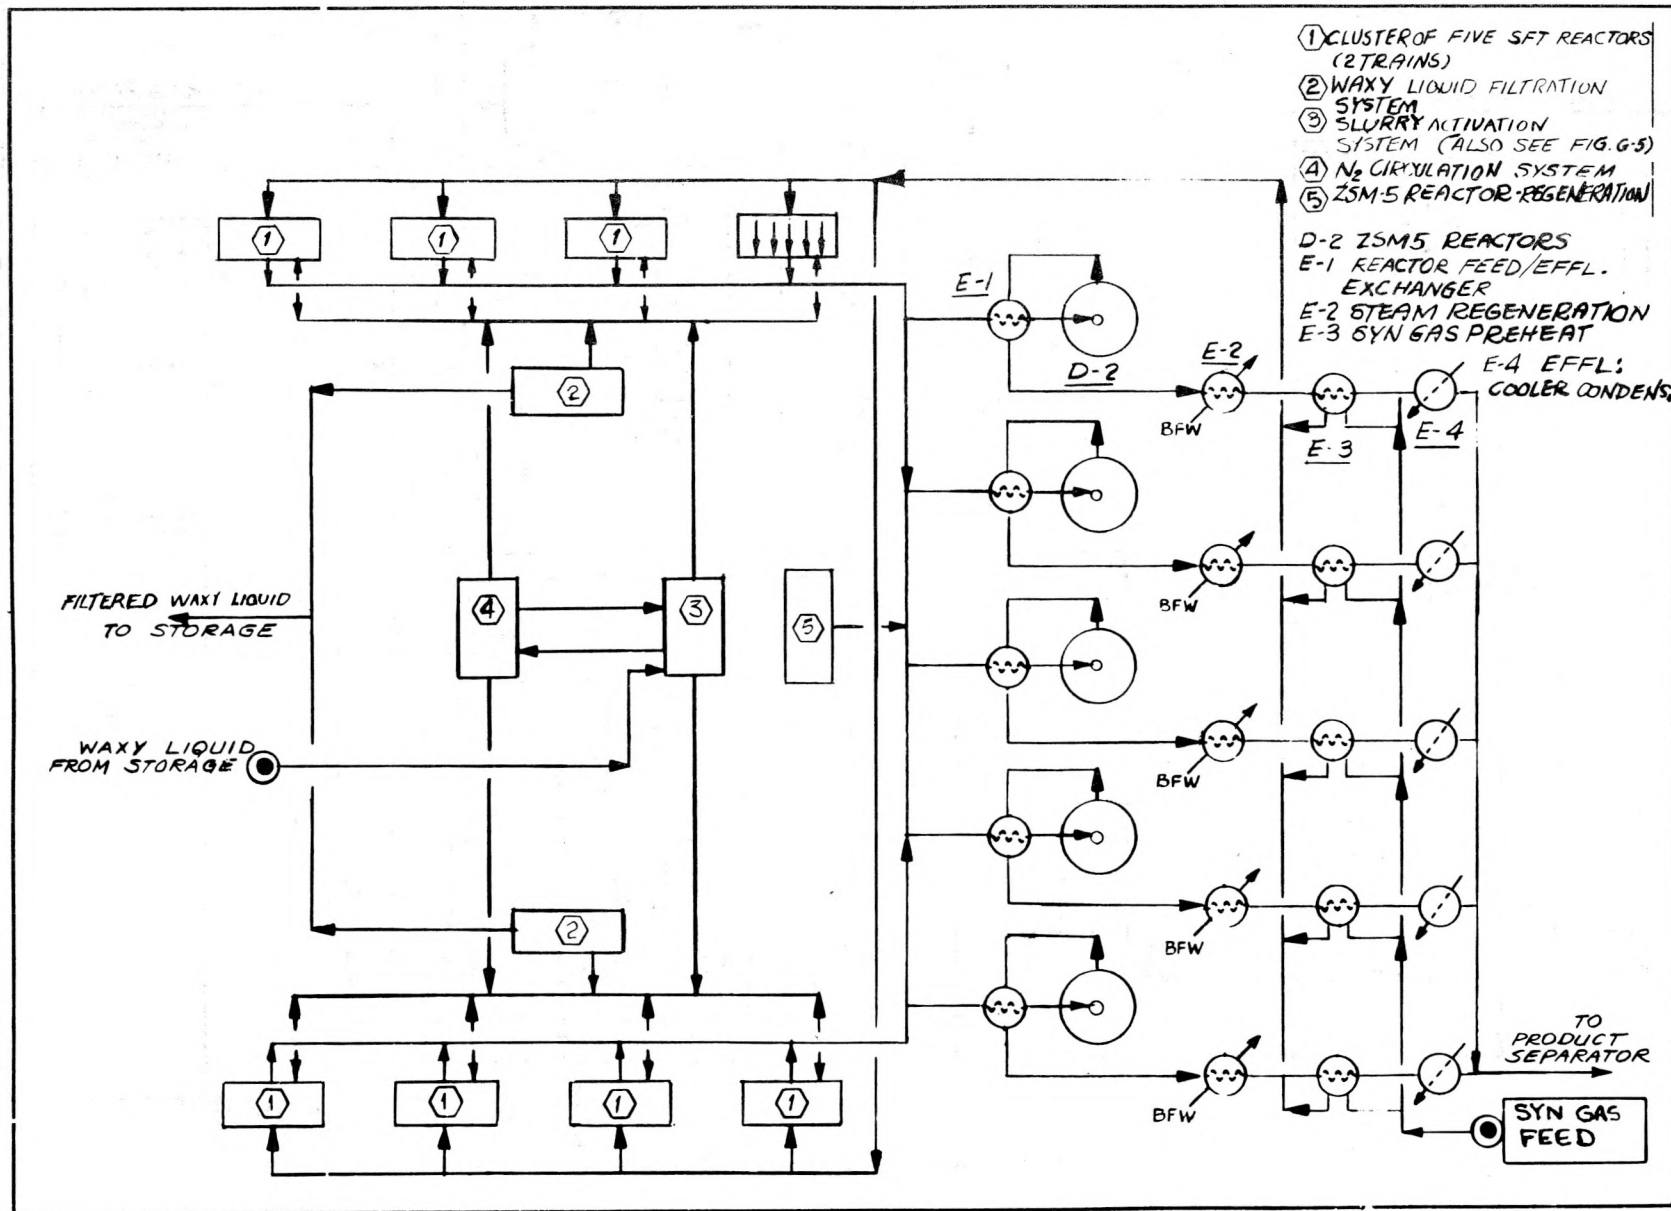 ① CLUSTER OF FIVE SFT REACTORS
(2 TRAINS)
② WAXY LIQUID FILTRATION
SYSTEM
③ SLURRY ACTIVATION
SYSTEM (ALSO SEE FIG. G-5)
④ N₂ CIRCULATION SYSTEM
⑤ ZSM-5 REACTOR REGENERATION
D-2 ZSM5 REACTORS
E-1 REACTOR FEED/EFFL.
EXCHANGER
E-2 STEAM REGENERATION
E-3 SYN GAS PREHEAT
E-4 EFFL:
COOLER CONDENS.
1
1
1
E-1
D-2
E-2
BFW
E-3
E-4
2
BFW
FILTERED WAXY LIQUID
TO STORAGE
4
3
5
WAXY LIQUID
FROM STORAGE
BFW
2
BFW
1
1
1
1
BFW
TO
PRODUCT
SEPARATOR
SYN GAS
FEED